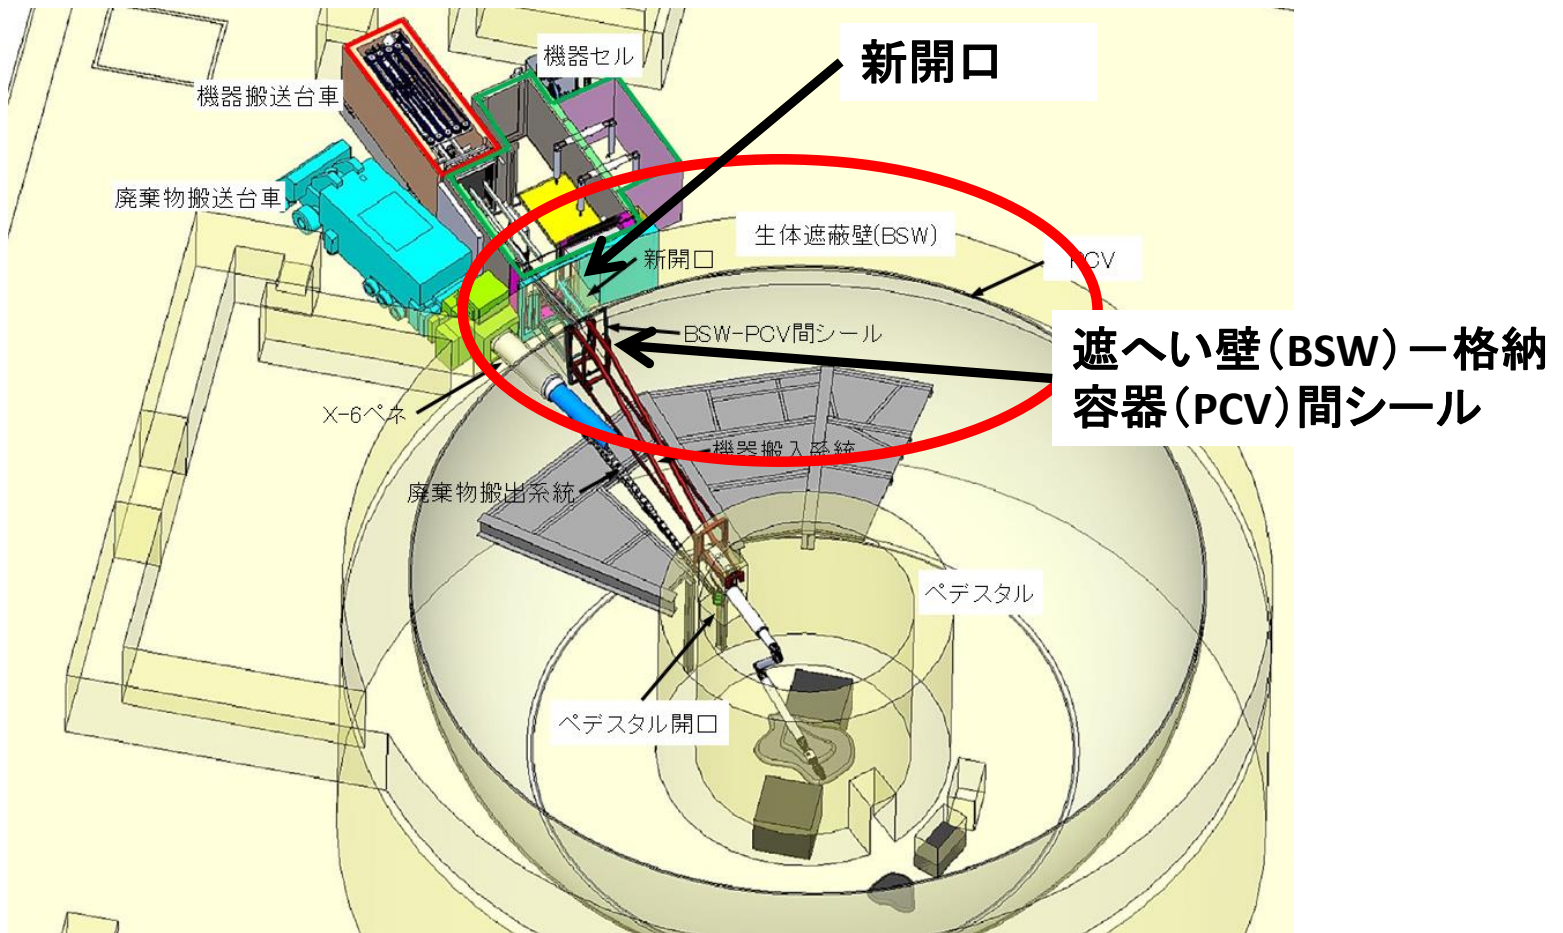 新開口
機器セル
機器搬送台車
廃棄物搬送台車
生体遮蔽壁(BSW)
新開口
PCV
BSW-PCV間シール
遮へい壁(BSW)－格納
容器(PCV)間シール
X-6ペネ
機器搬入系統
廃棄物搬出系統
ペデスタル
ペデスタル開口